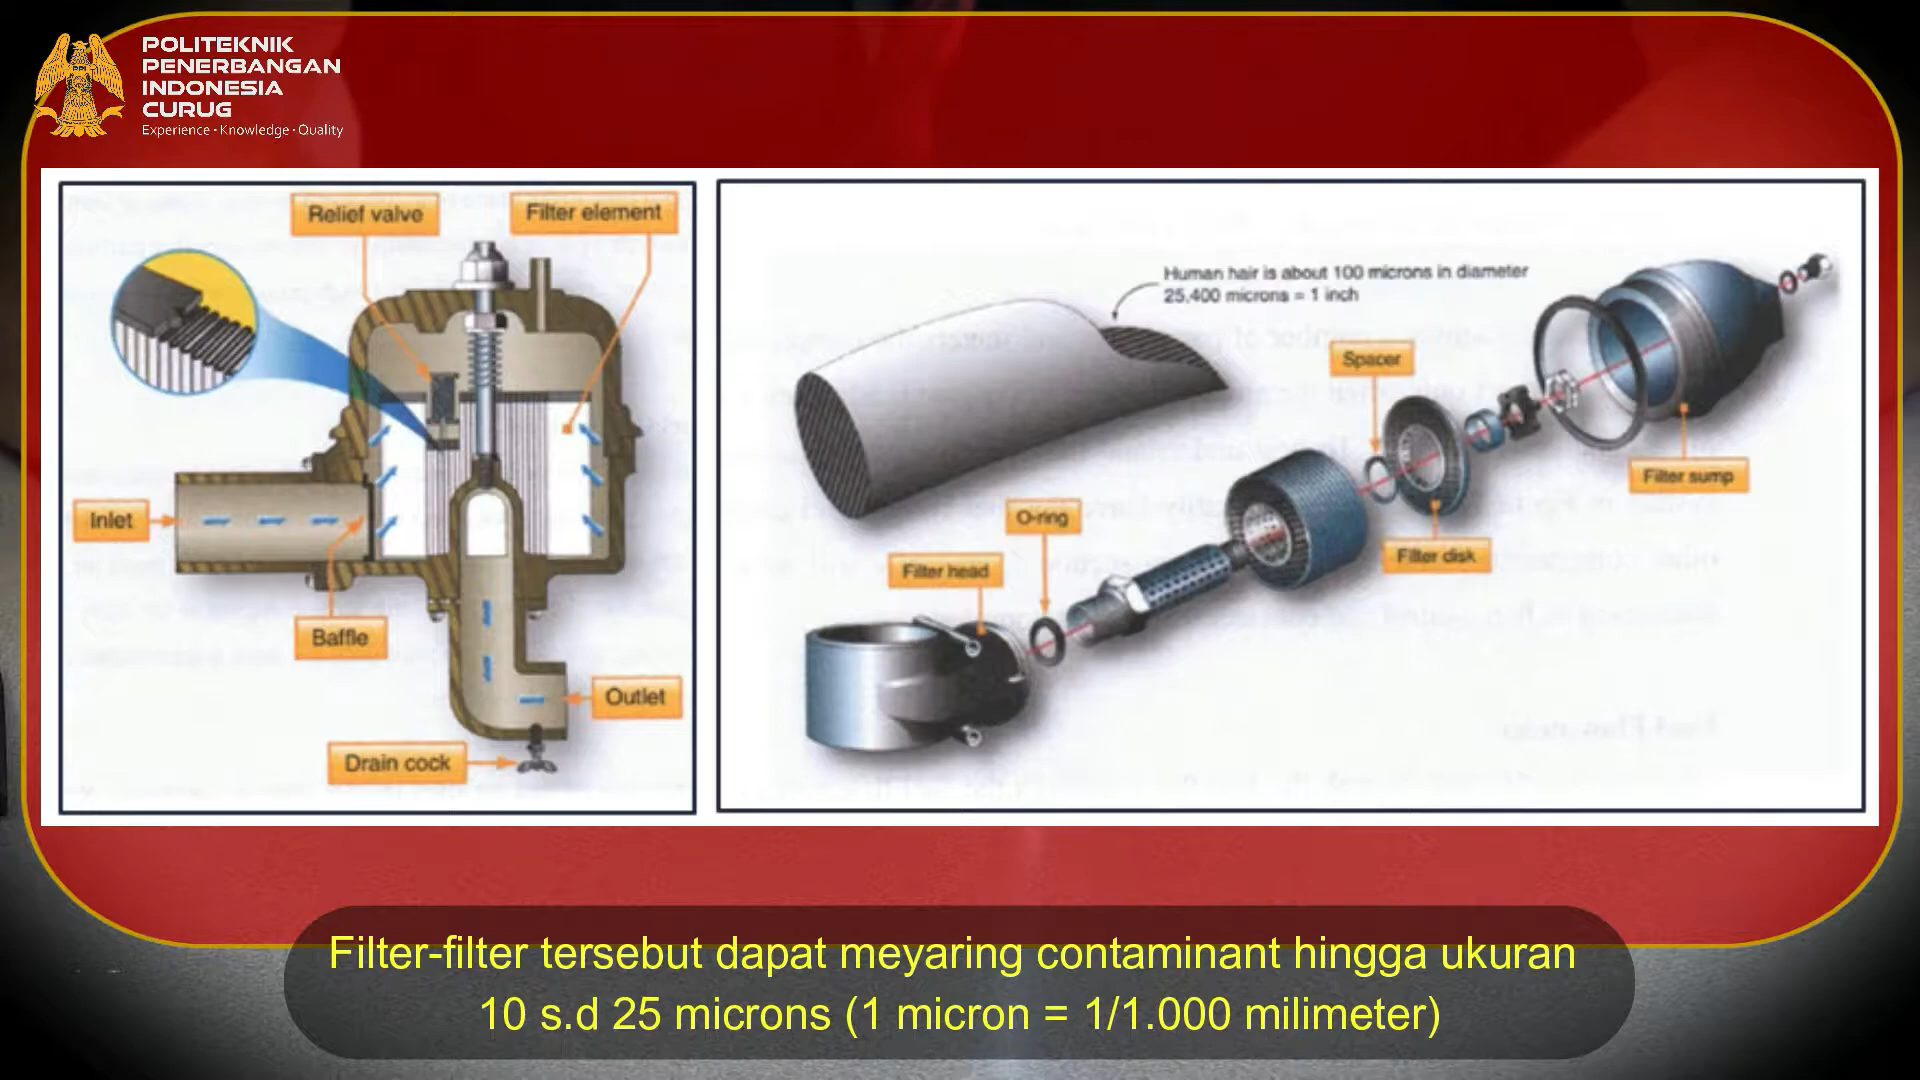 POLITEKNIK
PENERBANGAN
INDONESIA
CURUG
Experience · Knowledge · Quality
Relief valve
Filter element
Inlet
Baffle
Outlet
Drain cock
Human hair is about 100 microns in diameter
25,400 microns = 1 inch
Spacer
Filter sump
O-ring
Filter disk
Filter head
Filter-filter tersebut dapat meyaring contaminant hingga ukuran
10 s.d 25 microns (1 micron = 1/1.000 milimeter)